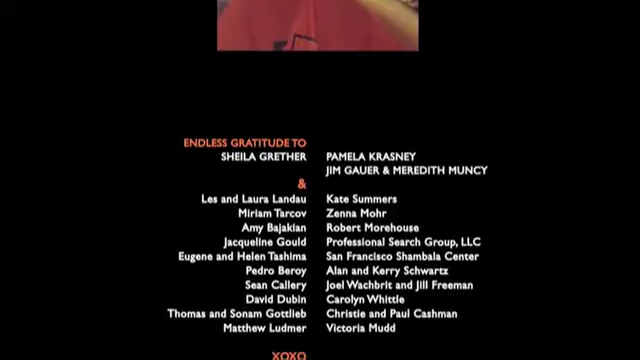 ENDLESS GRATITUDE TO
SHEILA GRETHER PAMELA KRASNEY
JIM GAUER & MEREDITH MUNCY
&
Les and Laura Landau Kate Summers
Miriam Tarcov Zenna Mohr
Amy Bajakian Robert Morehouse
Jacqueline Gould Professional Search Group, LLC
Eugene and Helen Tashima San Francisco Shambala Center
Pedro Beroy Alan and Kerry Schwartz
Sean Callery Joel Wachbrit and Jill Freeman
David Dubin Carolyn Whittle
Thomas and Sonam Gottlieb Christie and Paul Cashman
Matthew Ludmer Victoria Mudd
XOXO